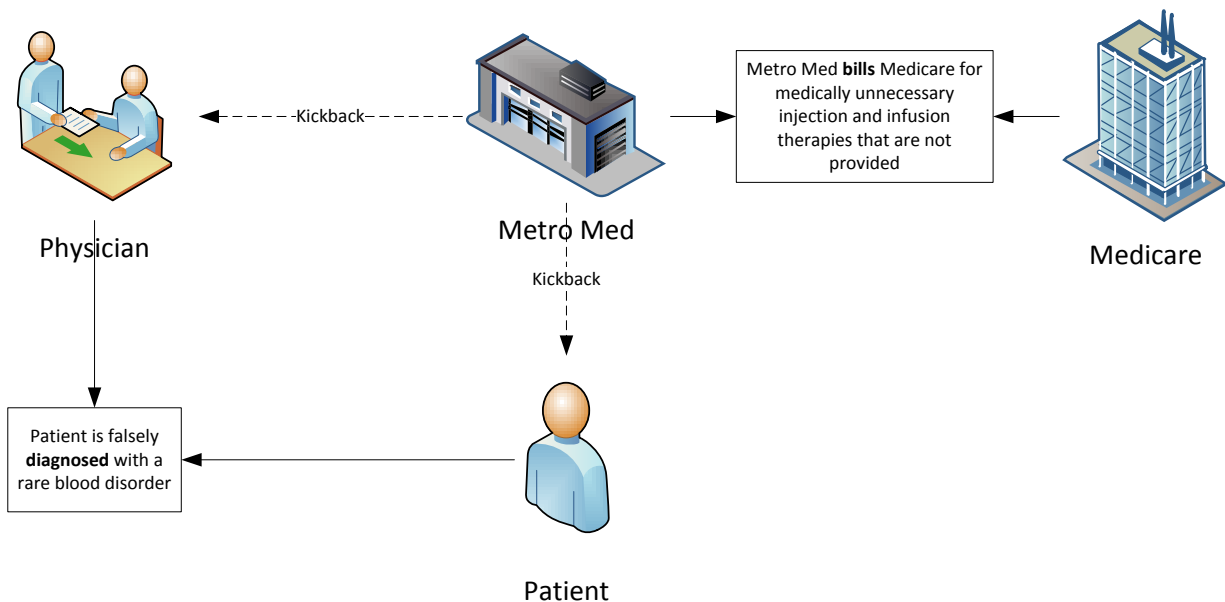 Metro Med bills Medicare for
medically unnecessary
injection and infusion
therapies that are not
provided
Kickback
Physician
Metro Med
Medicare
Kickback
Patient is falsely
diagnosed with a
rare blood disorder
Patient